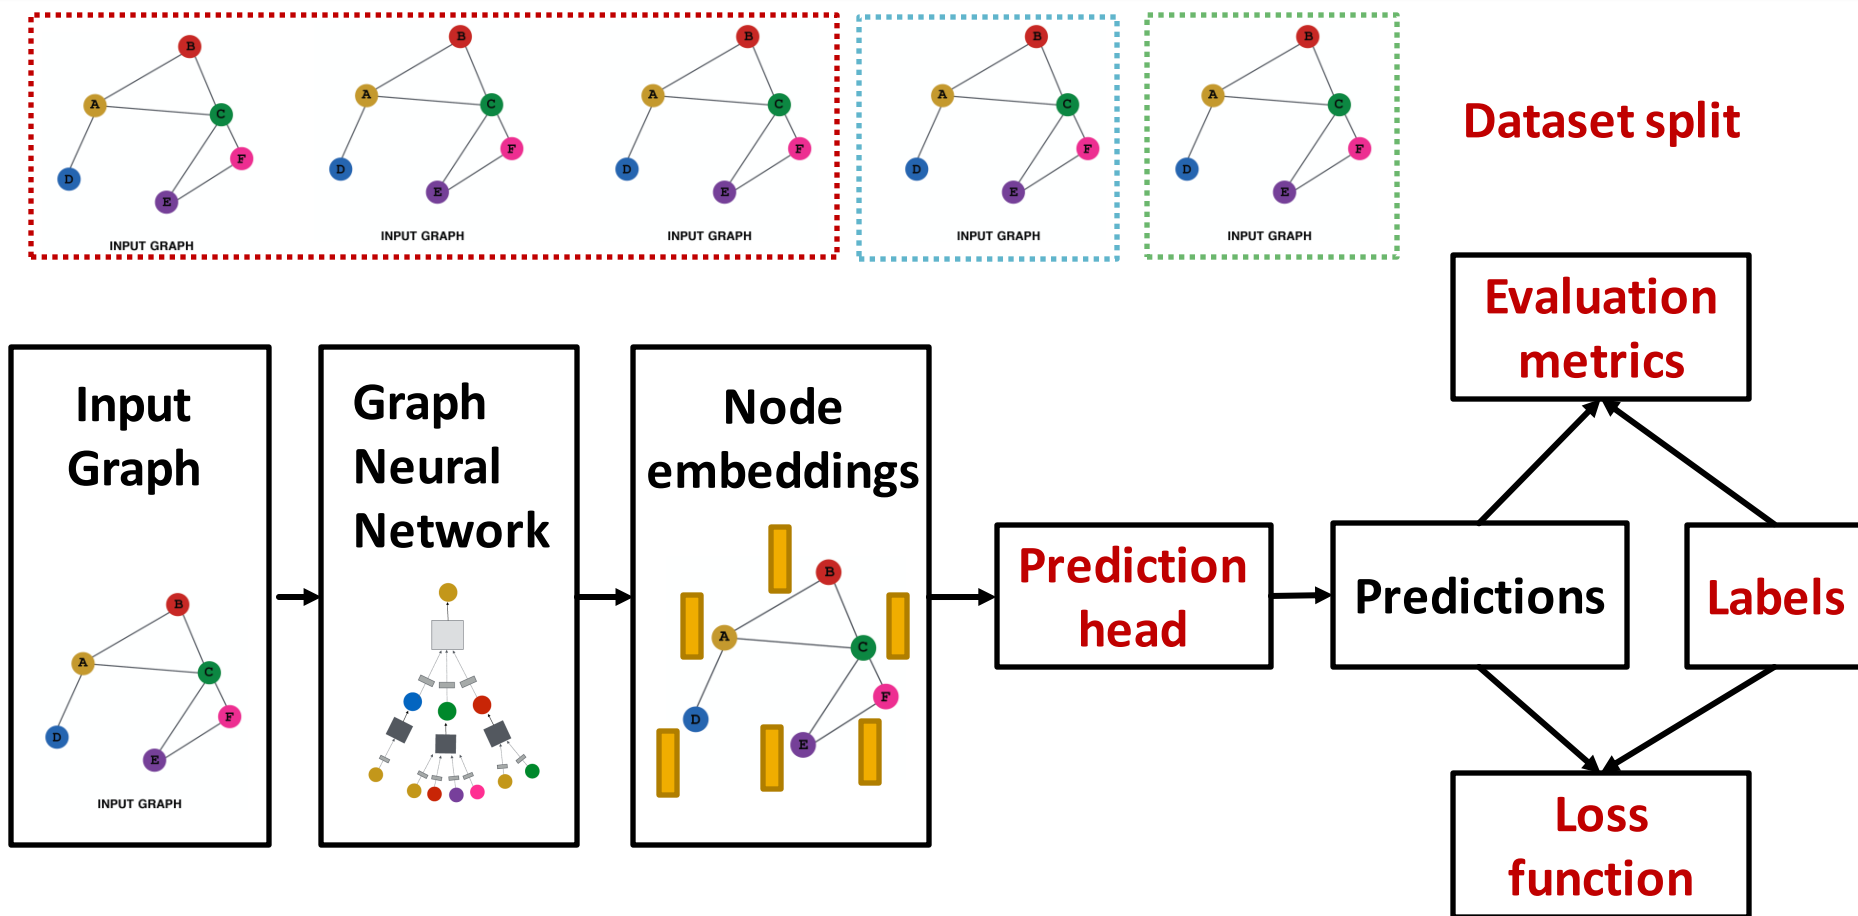 B
A
C
F
D
E
INPUT GRAPH
B
A
C
F
D
E
INPUT GRAPH
B
A
C
F
D
E
INPUT GRAPH
B
A
C
F
D
E
INPUT GRAPH
B
A
C
F
D
E
INPUT GRAPH
Dataset split
Input
Graph
B
A
C
F
D
E
INPUT GRAPH
Graph
Neural
Network
Node
embeddings
B
A
C
F
D
E
Prediction
head
Predictions
Labels
Evaluation
metrics
Loss
function